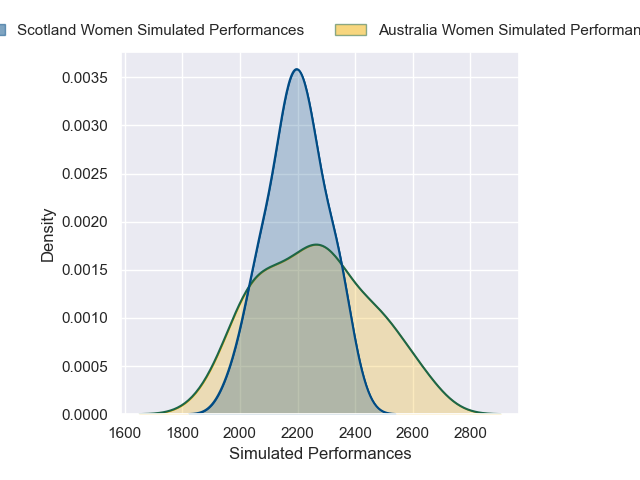 Scotland Women Simulated Performances
Australia Women Simulated Performan
0.0035
0.0030
0.0025
0.0020
0.0015
0.0010
0.0005
0.0000
Density
1600 1800 2000 2200 2400 2600 2800
Simulated Performances